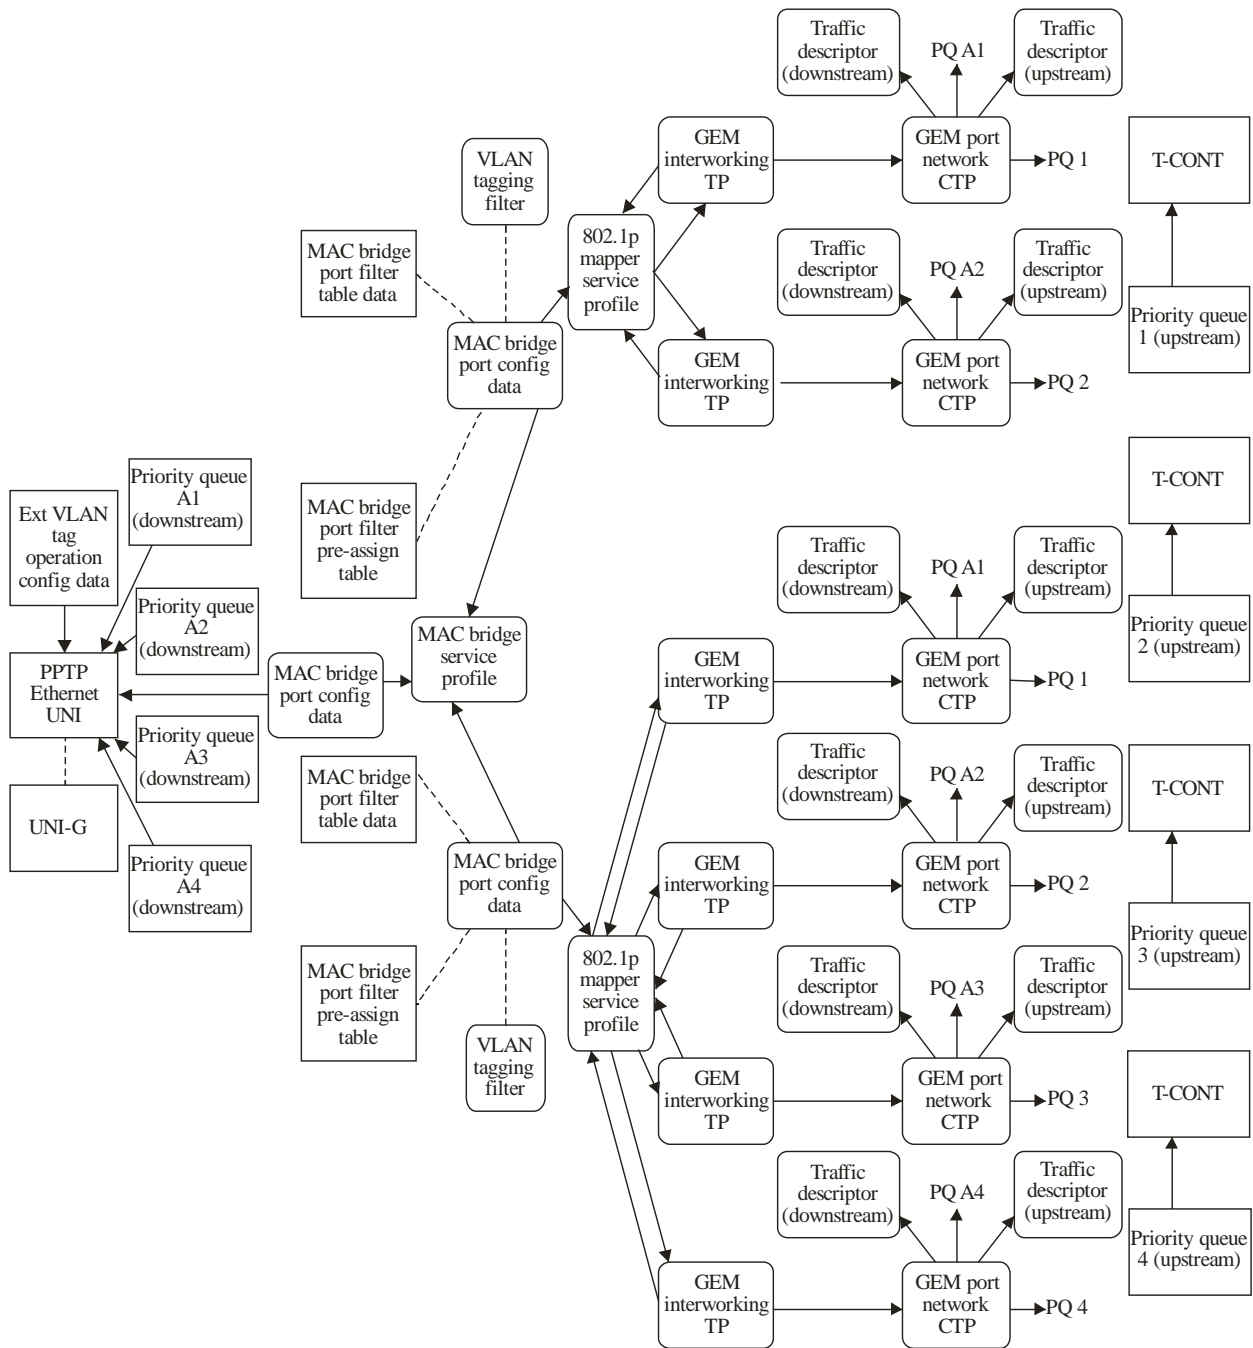 Traffic
descriptor
(downstream)
PQ A1
Traffic
descriptor
(upstream)
GEM
interworking
TP
GEM port
network
CTP
PQ 1
T-CONT
VLAN
tagging
filter
802.1p
mapper
service
profile
MAC bridge
port filter
table data
Traffic
descriptor
(downstream)
PQ A2
Traffic
descriptor
(upstream)
Priority queue
1 (upstream)
MAC bridge
port config
data
GEM
interworking
TP
GEM port
network
CTP
PQ 2
T-CONT
Priority queue
A1
(downstream)
Ext VLAN
tag
operation
config data
MAC bridge
port filter
pre-assign
table
Traffic
descriptor
(downstream)
PQ A1
Traffic
descriptor
(upstream)
Priority queue
A2
(downstream)
MAC bridge
service
profile
Priority queue
2 (upstream)
PPTP
Ethernet
UNI
MAC bridge
port config
data
GEM
interworking
TP
GEM port
network
CTP
PQ 1
Priority queue
A3
(downstream)
MAC bridge
port filter
table data
Traffic
descriptor
(downstream)
PQ A2
Traffic
descriptor
(upstream)
T-CONT
UNI-G
Priority queue
A4
(downstream)
MAC bridge
port config
data
GEM
interworking
TP
GEM port
network
CTP
PQ 2
Priority queue
3 (upstream)
MAC bridge
port filter
pre-assign
table
802.1p
mapper
service
profile
Traffic
descriptor
(downstream)
PQ A3
Traffic
descriptor
(upstream)
VLAN
tagging
filter
GEM
interworking
TP
GEM port
network
CTP
PQ 3
T-CONT
Traffic
descriptor
(downstream)
PQ A4
Traffic
descriptor
(upstream)
Priority queue
4 (upstream)
GEM
interworking
TP
GEM port
network
CTP
PQ 4